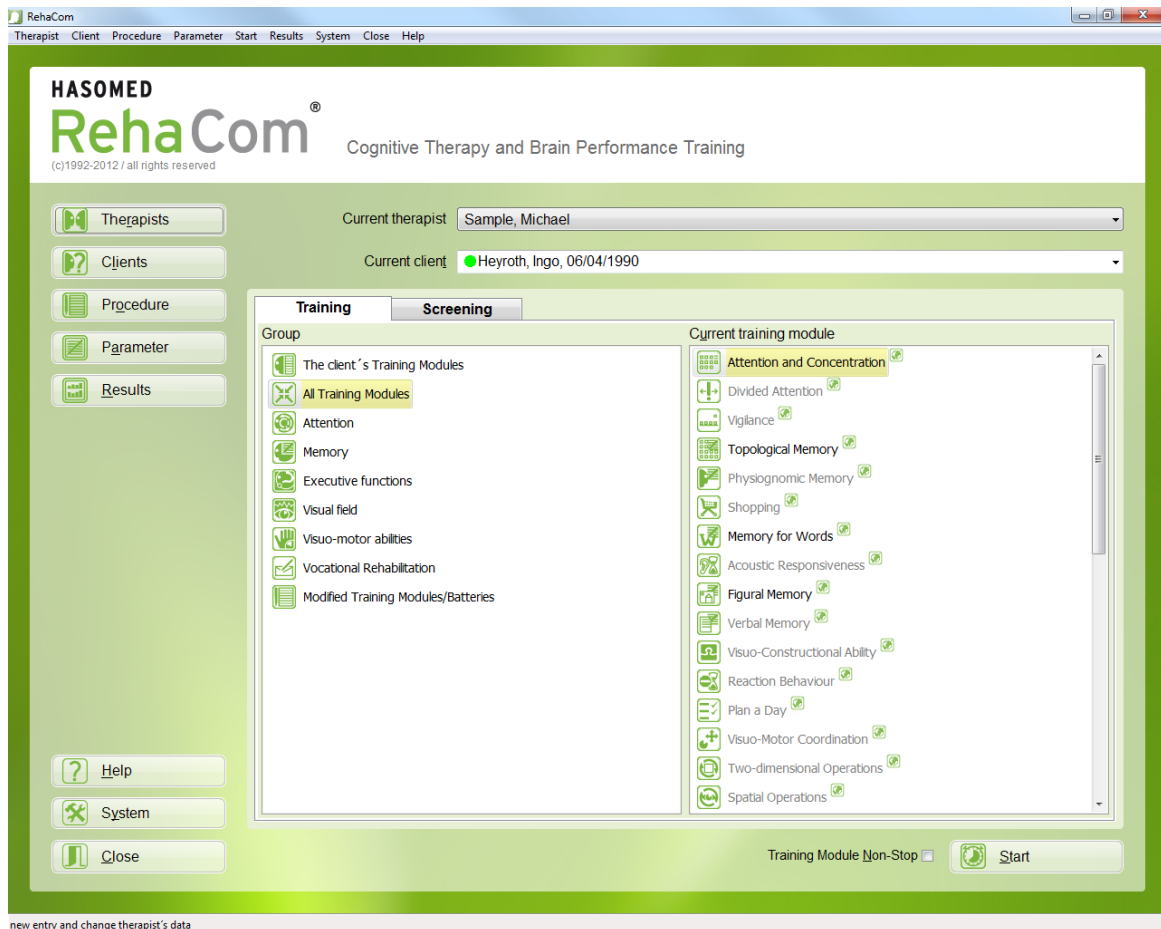 RehaCom
Therapist Client Procedure Parameter Start Results System Close Help
HASOMED
RehaCom®
(c)1992-2012 / all rights reserved
Cognitive Therapy and Brain Performance Training
Therapists
Clients
Procedure
Parameter
Results
Current therapist Sample, Michael
Current client Heyroth, Ingo, 06/04/1990
Training Screening
Group
The client´s Training Modules
All Training Modules
Attention
Memory
Executive functions
Visual field
Visuo-motor abilities
Vocational Rehabilitation
Modified Training Modules/Batteries
Current training module
Attention and Concentration
Divided Attention
Vigilance
Topological Memory
Physiognomic Memory
Shopping
Memory for Words
Acoustic Responsiveness
Figural Memory
Verbal Memory
Visuo-Constructional Ability
Reaction Behaviour
Plan a Day
Visuo-Motor Coordination
Two-dimensional Operations
Spatial Operations
Help
System
Close
Training Module Non-Stop
Start
new entry and change therapist´s data